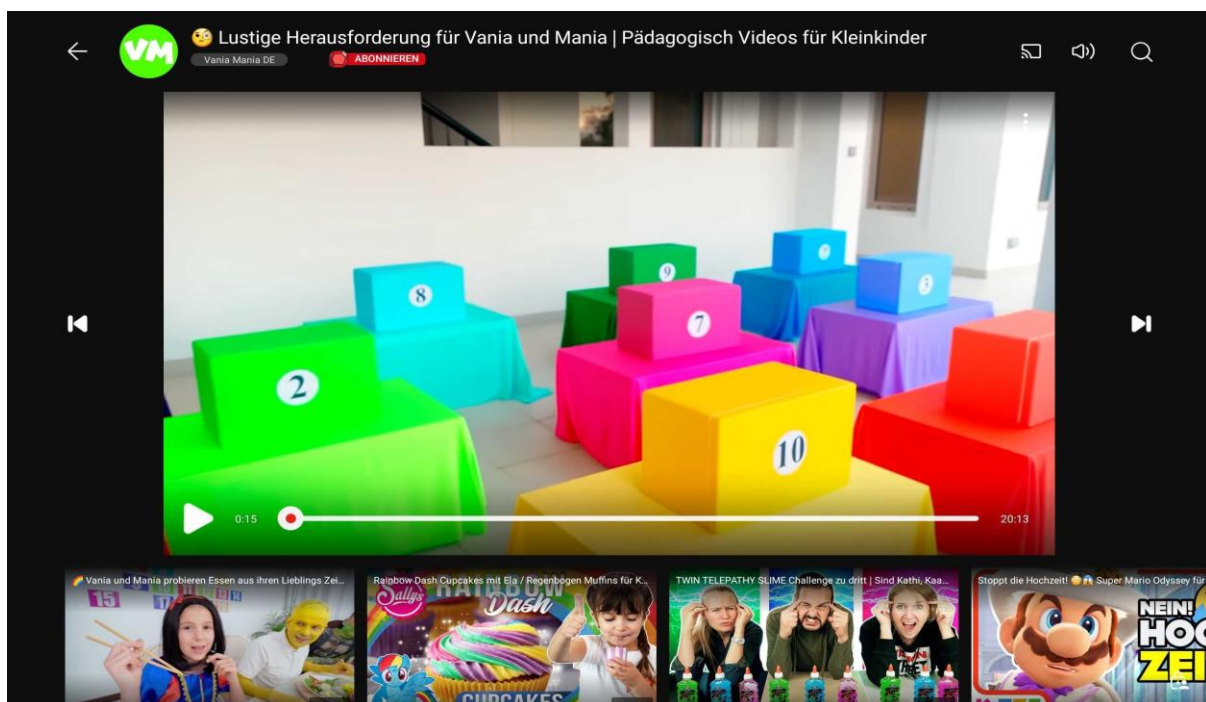 VM
🧐 Lustige Herausforderung für Vania und Mania | Pädagogisch Videos für Kleinkinder
Vania Mania DE
ABONNIEREN
8
9
3
7
2
10
0:15
20:13
🌈 Vania und Mania probieren Essen aus ihren Lieblings Zei...
15
Rainbow Dash Cupcakes mit Ela / Regenbogen Muffins für K...
Sallys
RAINBOW
Dash
CUPCAKES
TWIN TELEPATHY SLIME Challenge zu dritt | Sind Kathi, Kaa...
Stoppt die Hochzeit! 😳😱 Super Mario Odyssey für
NEIN!
HOC
ZEI